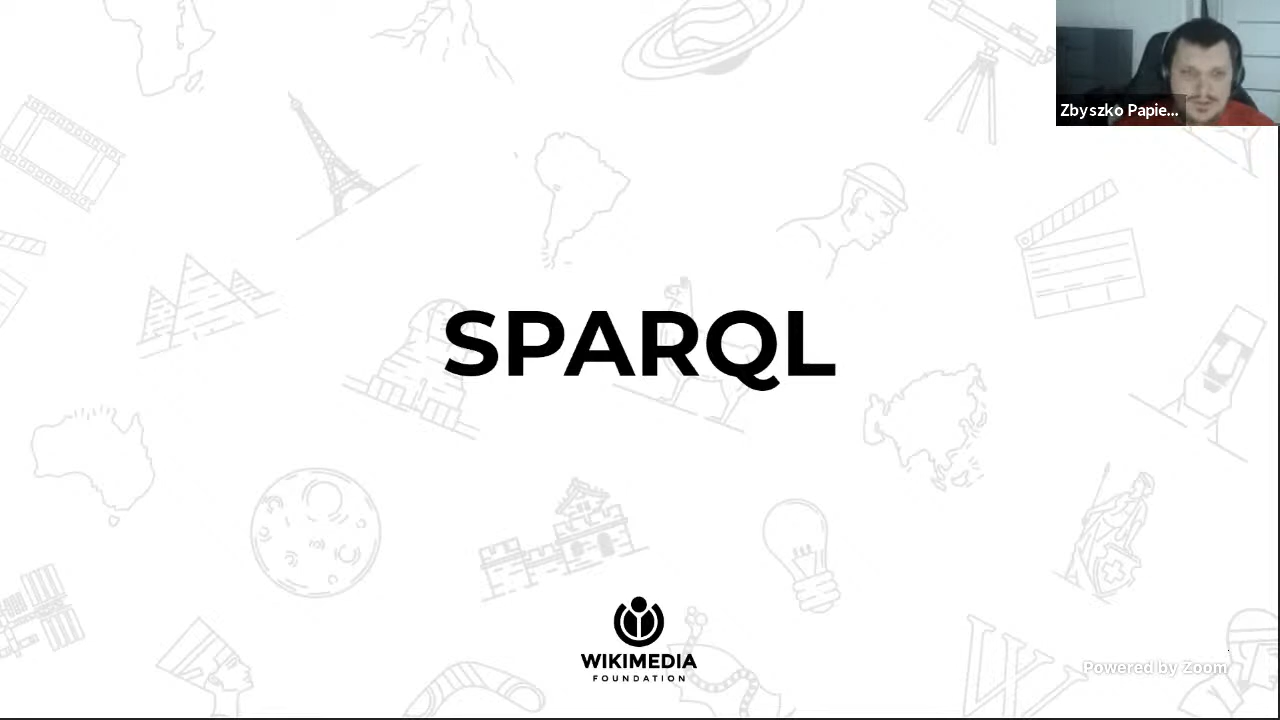 Zbyszko Papie...
SPARQL
WIKIMEDIA
FOUNDATION
Powered by Zoom